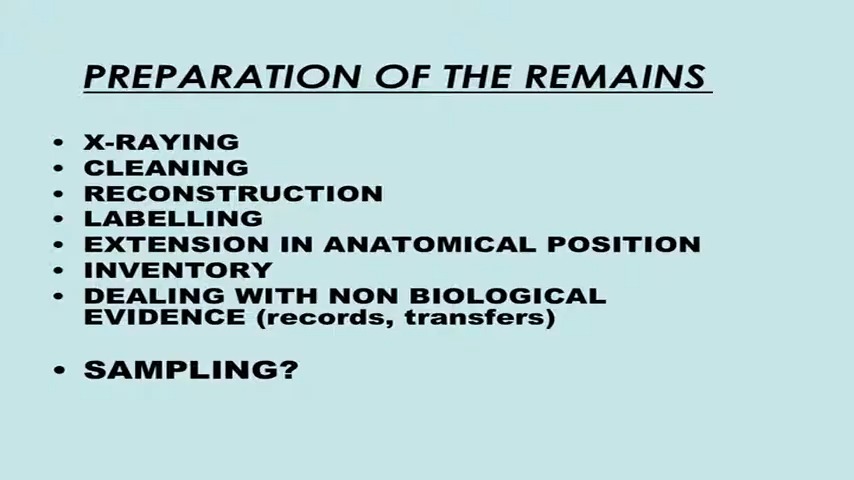 PREPARATION OF THE REMAINS
• X-RAYING
• CLEANING
• RECONSTRUCTION
• LABELLING
• EXTENSION IN ANATOMICAL POSITION
• INVENTORY
• DEALING WITH NON BIOLOGICAL
EVIDENCE (records, transfers)
• SAMPLING?